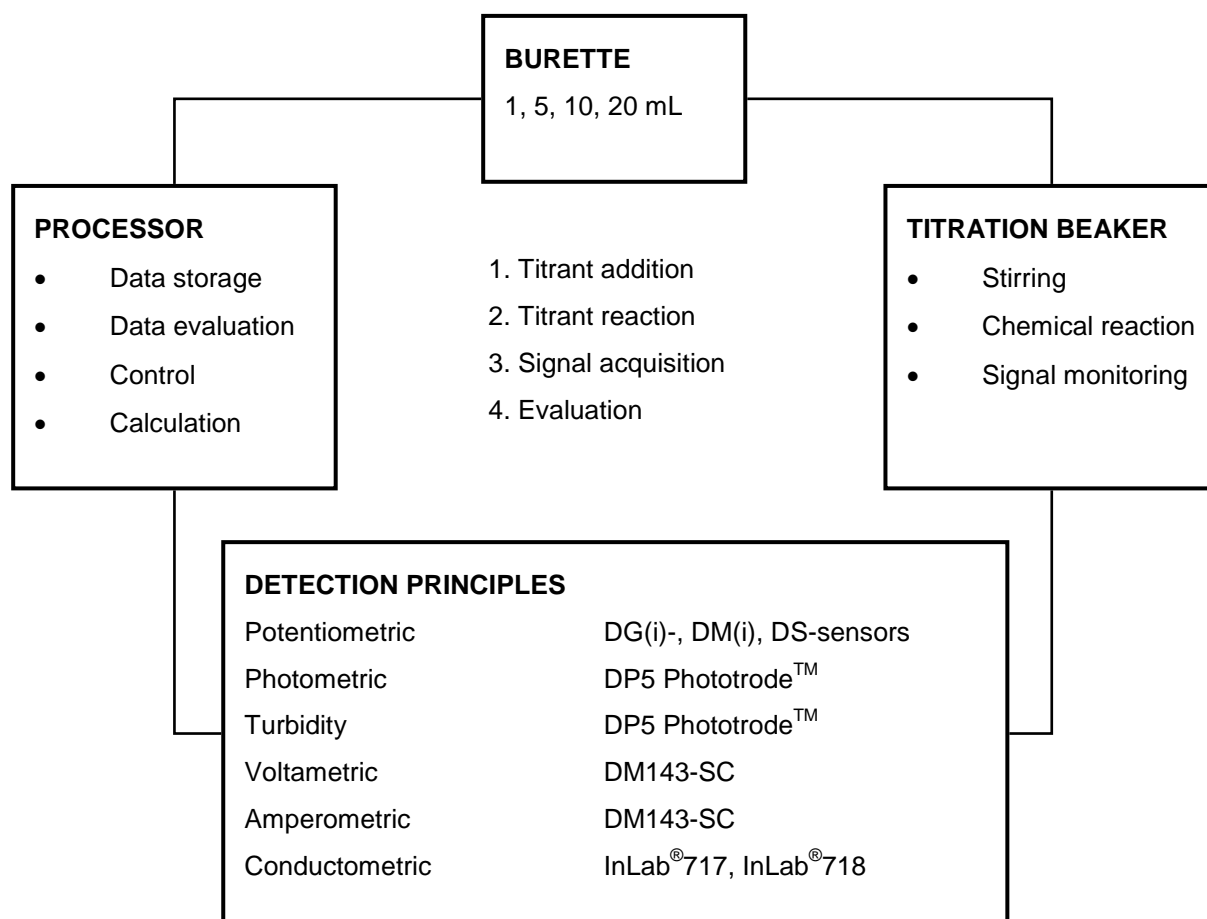 BURETTE
1, 5, 10, 20 mL
PROCESSOR
• Data storage
• Data evaluation
• Control
• Calculation
1. Titrant addition
2. Titrant reaction
3. Signal acquisition
4. Evaluation
TITRATION BEAKER
• Stirring
• Chemical reaction
• Signal monitoring
DETECTION PRINCIPLES
Potentiometric DG(i)-, DM(i), DS-sensors
Photometric DP5 Phototrode™
Turbidity DP5 Phototrode™
Voltametric DM143-SC
Amperometric DM143-SC
Conductometric InLab®717, InLab®718